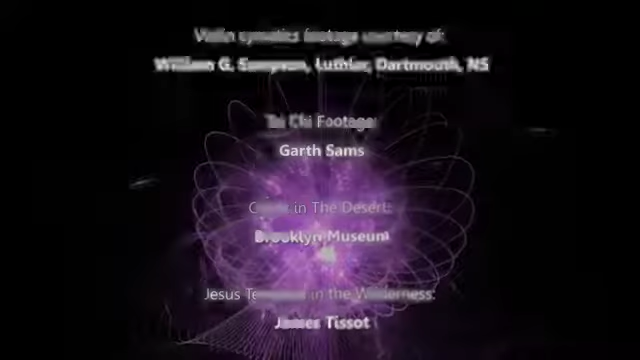 Violin cymatics footage courtesy of:
William G. Sampson, Luthier, Dartmouth, NS
Tai Chi Footage:
Garth Sams
in The Desert:
Brooklyn Museum
Jesus Tempted in the Wilderness:
James Tissot